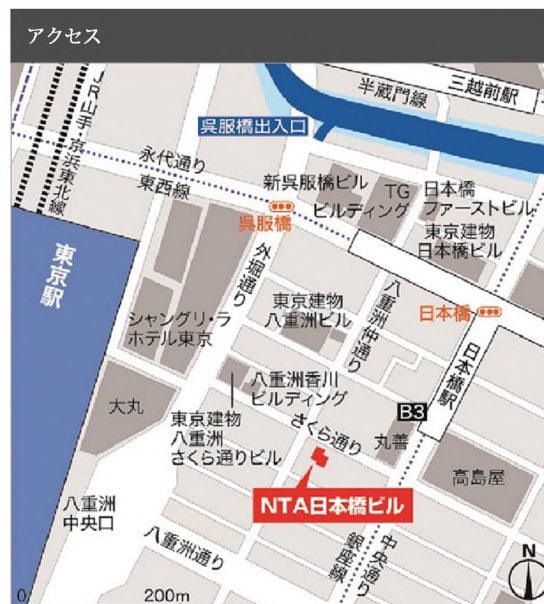 アクセス
三越前駅
半蔵門線
JR山手・京浜東北線
呉服橋出入口
永代通り
東西線
新呉服橋ビル
TG
ビルディング
日本橋
ファーストビル
呉服橋
東京建物
日本橋ビル
東京駅
外堀通り
八重洲仲通り
日本橋
シャングリ・ラ
ホテル東京
東京建物
八重洲ビル
日本橋駅
八重洲香川
ビルディング
大丸
B3
さくら通り
丸善
東京建物
八重洲
さくら通りビル
高島屋
NTA日本橋ビル
八重洲
中央口
八重洲通り
銀座線
中央通り
N
0
200m